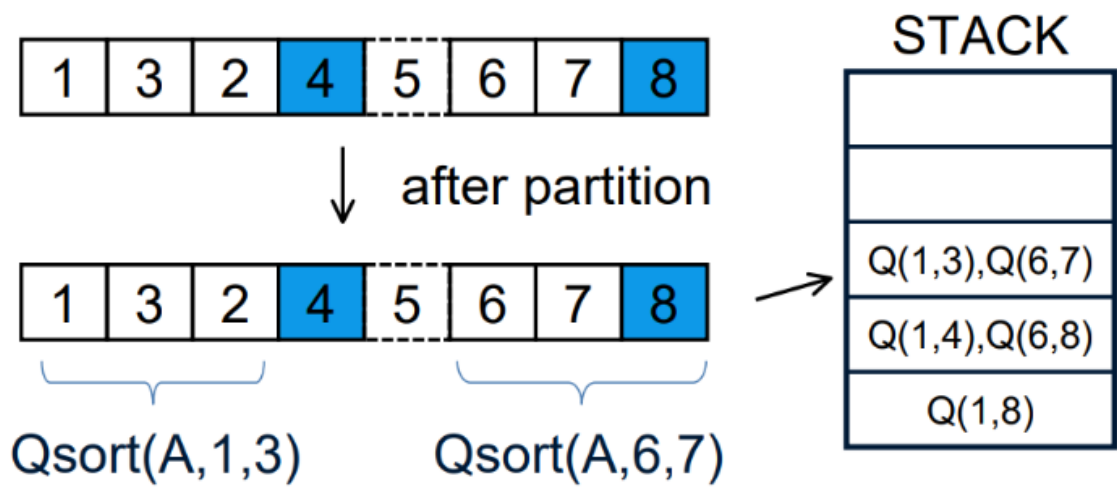 STACK
1 3 2 4 5 6 7 8
after partition
1 3 2 4 5 6 7 8
Qsort(A,1,3) Qsort(A,6,7)
Q(1,3),Q(6,7)
Q(1,4),Q(6,8)
Q(1,8)